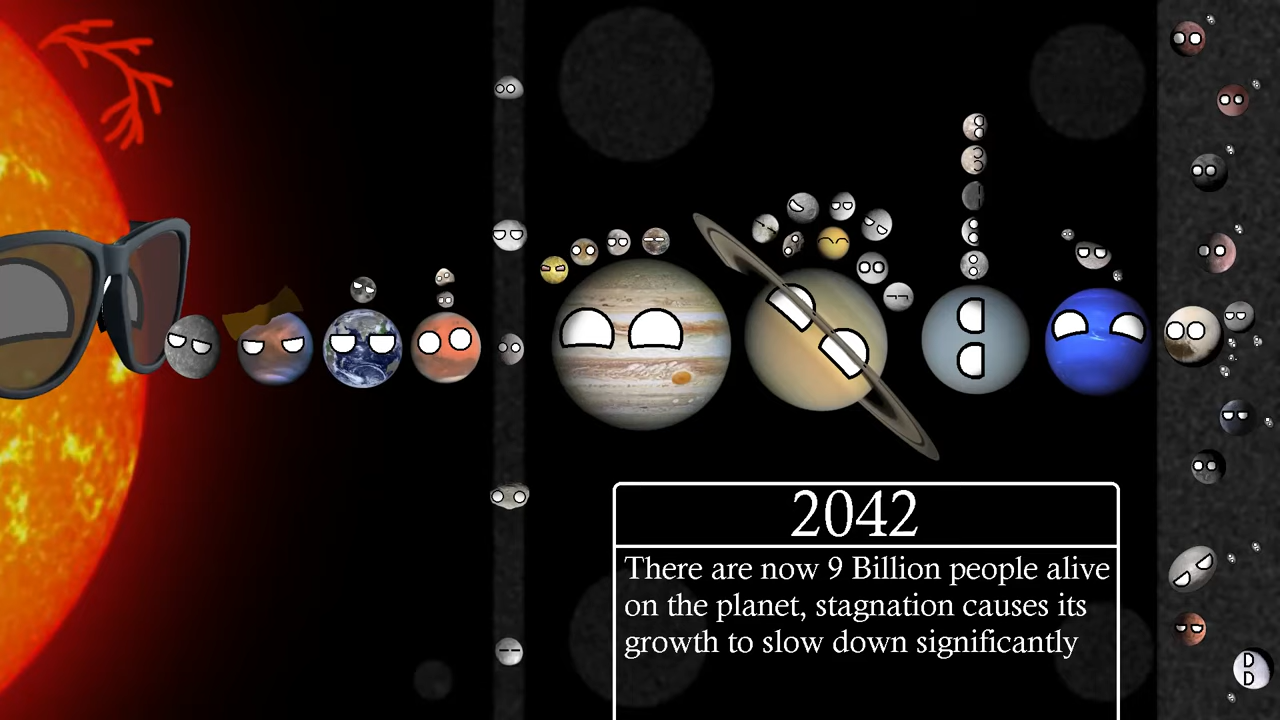 2042
There are now 9 Billion people alive
on the planet, stagnation causes its
growth to slow down significantly